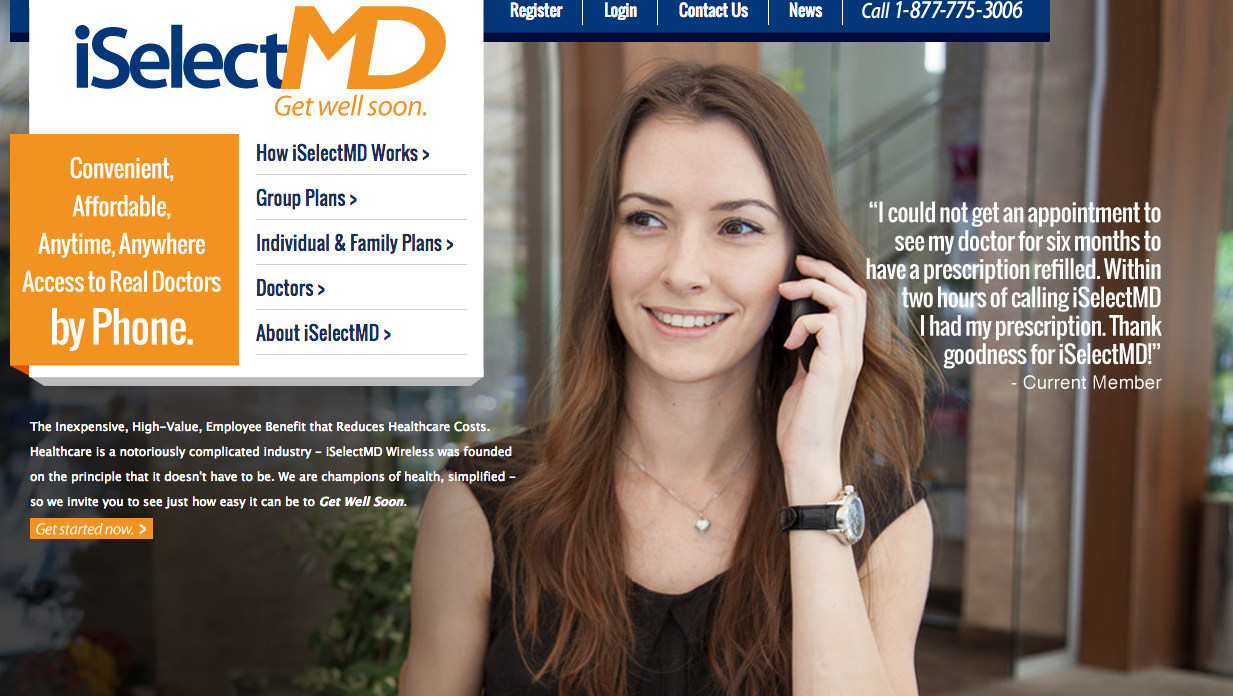 Register
Login
Contact Us
News
Call 1-877-775-3006
iSelectMD
Get well soon.
Convenient,
Affordable,
Anytime, Anywhere
Access to Real Doctors
by Phone.
How iSelectMD Works >
Group Plans >
Individual & Family Plans >
Doctors >
About iSelectMD >
“I could not get an appointment to
see my doctor for six months to
have a prescription refilled. Within
two hours of calling iSelectMD
I had my prescription. Thank
goodness for iSelectMD!”
- Current Member
The Inexpensive, High-Value, Employee Benefit that Reduces Healthcare Costs.
Healthcare is a notoriously complicated industry – iSelectMD Wireless was founded
on the principle that it doesn't have to be. We are champions of health, simplified –
so we invite you to see just how easy it can be to Get Well Soon.
Get started now. >